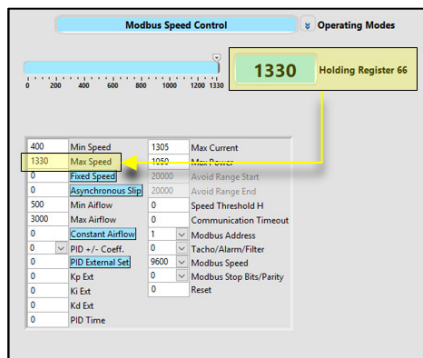 Modbus Speed Control
Operating Modes
1330 Holding Register 66
0 200 400 600 800 1000 1200 1330
400 Min Speed
1330 Max Speed
0 Fixed Speed
0 Asynchronous Slip
500 Min Aiflow
3000 Max Airflow
0 Constant Airflow
0 PID +/- Coeff.
0 PID External Set
0 Kp Ext
0 Ki Ext
0 Kd Ext
0 PID Time
1305 Max Current
1050 Max Power
20000 Avoid Range Start
20000 Avoid Range End
0 Speed Threshold H
0 Communication Timeout
1 Modbus Address
0 Tacho/Alarm/Filter
9600 Modbus Speed
0 Modbus Stop Bits/Parity
0 Reset